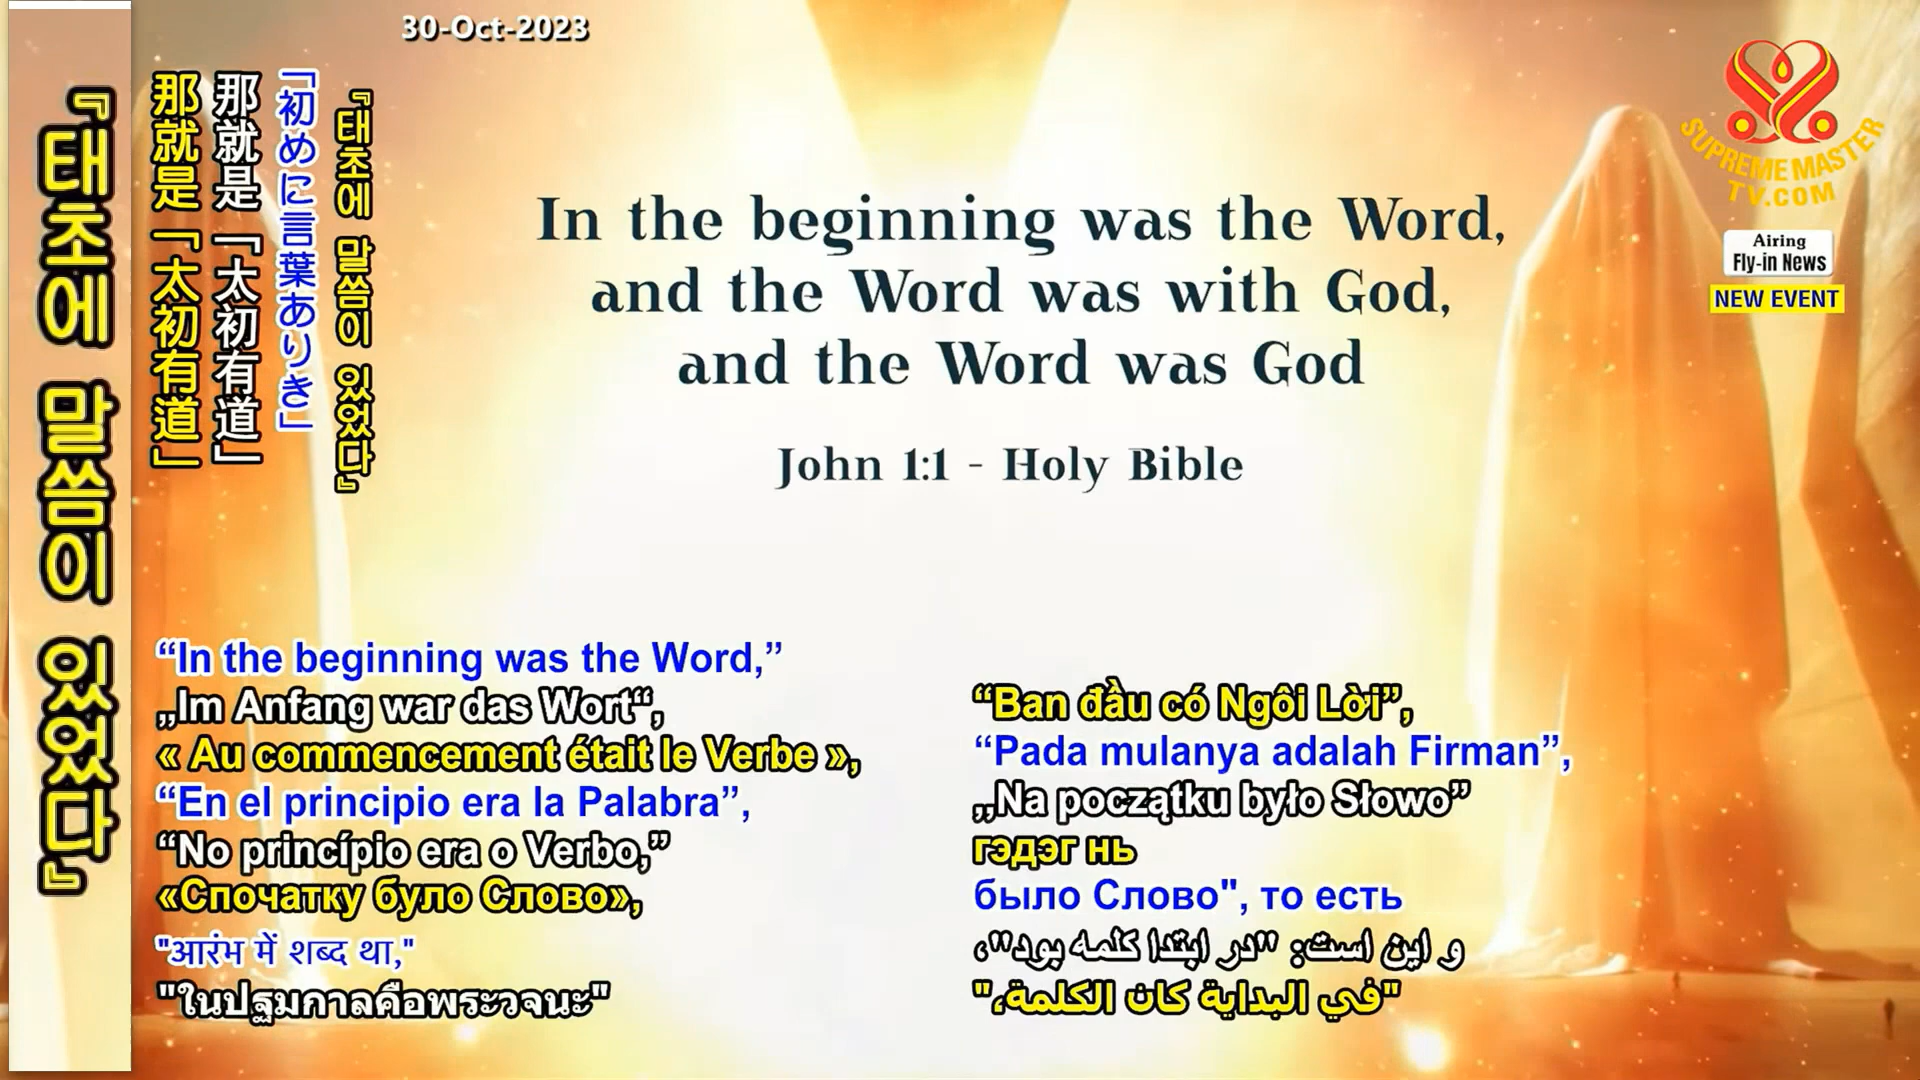 30-Oct-2023
『태초에 말씀이 있었다』
那就是「太初有道」
那就是「太初有道」
「初めに言葉ありき」
『태초에 말씀이 있었다』
In the beginning was the Word,
and the Word was with God,
and the Word was God
John 1:1 - Holy Bible
SUPREME MASTER
TV.COM
Airing
Fly-in News
NEW EVENT
“In the beginning was the Word,”
„Im Anfang war das Wort“,
« Au commencement était le Verbe »,
“En el principio era la Palabra”,
“No princípio era o Verbo,”
«Спочатку було Слово»,
"आरंभ में शब्द था,"
"ในปฐมกาลคือพระวจนะ"
“Ban đầu có Ngôi Lời”,
“Pada mulanya adalah Firman”,
„Na początku było Słowo”
гэдэг нь
было Слово", то есть
و این است: "در ابتدا کلمه بود"،
"في البداية كان الكلمة،"